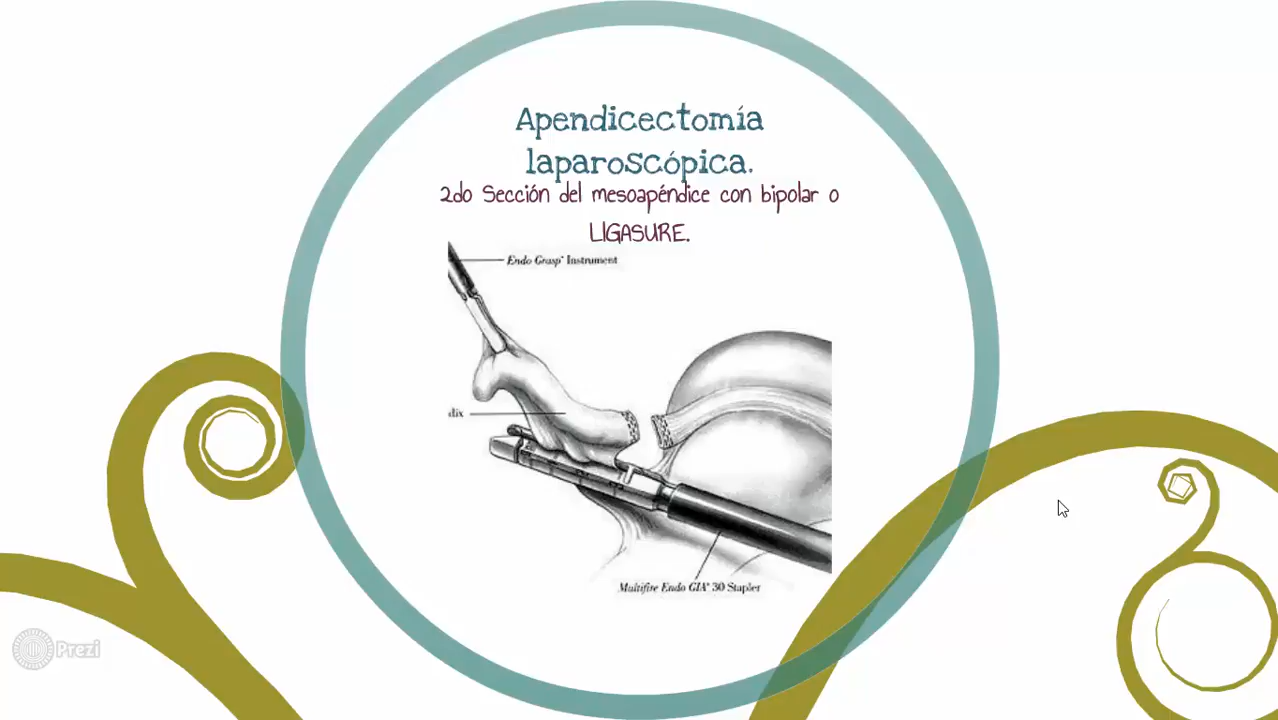 Apendicectomía
laparoscópica.
2do Sección del mesoapéndice con bipolar o
LIGASURE.
Endo Grasp* Instrument
dix
Multifire Endo GIA* 30 Stapler
Prezi